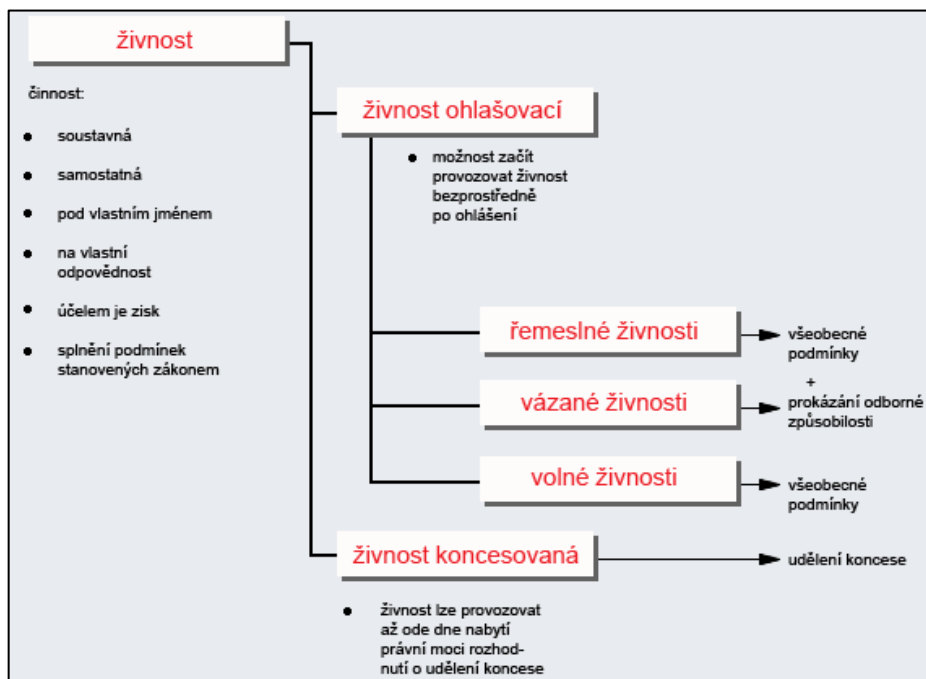 živnost
činnost:
soustavná
samostatná
pod vlastním jménem
na vlastní
odpovědnost
účelem je zisk
splnění podmínek
stanovených zákonem
živnost ohlašovací
možnost začít
provozovat živnost
bezprostředně
po ohlášení
řemeslné živnosti
všeobecné
podmínky
+
vázané živnosti
prokázání odborné
způsobilosti
volné živnosti
všeobecné
podmínky
živnost koncesovaná
udělení koncese
živnost lze provozovat
až ode dne nabytí
právní moci rozhod-
nutí o udělení koncese